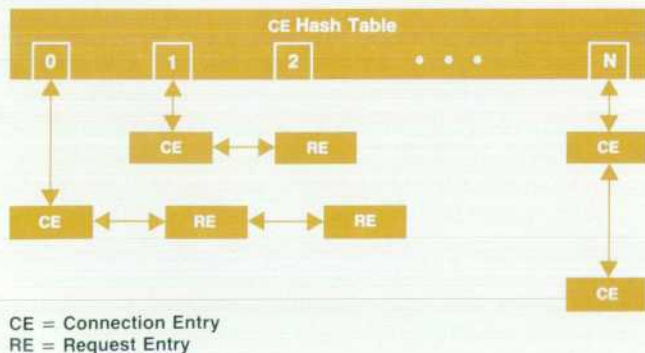 CE Hash Table
0 1 2 • • • N
CE RE CE
CE RE RE
CE
CE = Connection Entry
RE = Request Entry